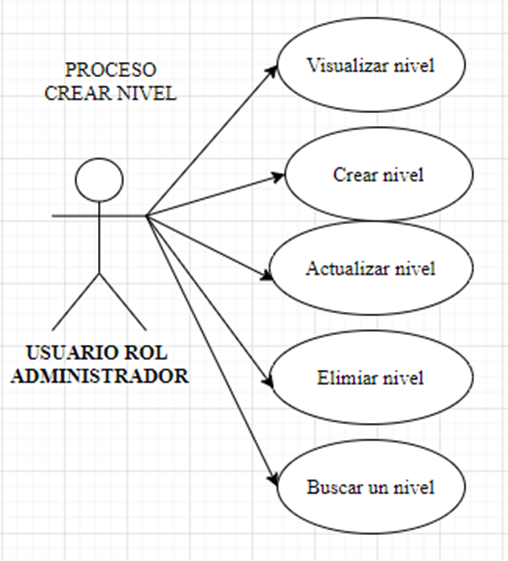 PROCESO
CREAR NIVEL
USUARIO ROL
ADMINISTRADOR
Visualizar nivel
Crear nivel
Actualizar nivel
Elimiar nivel
Buscar un nivel